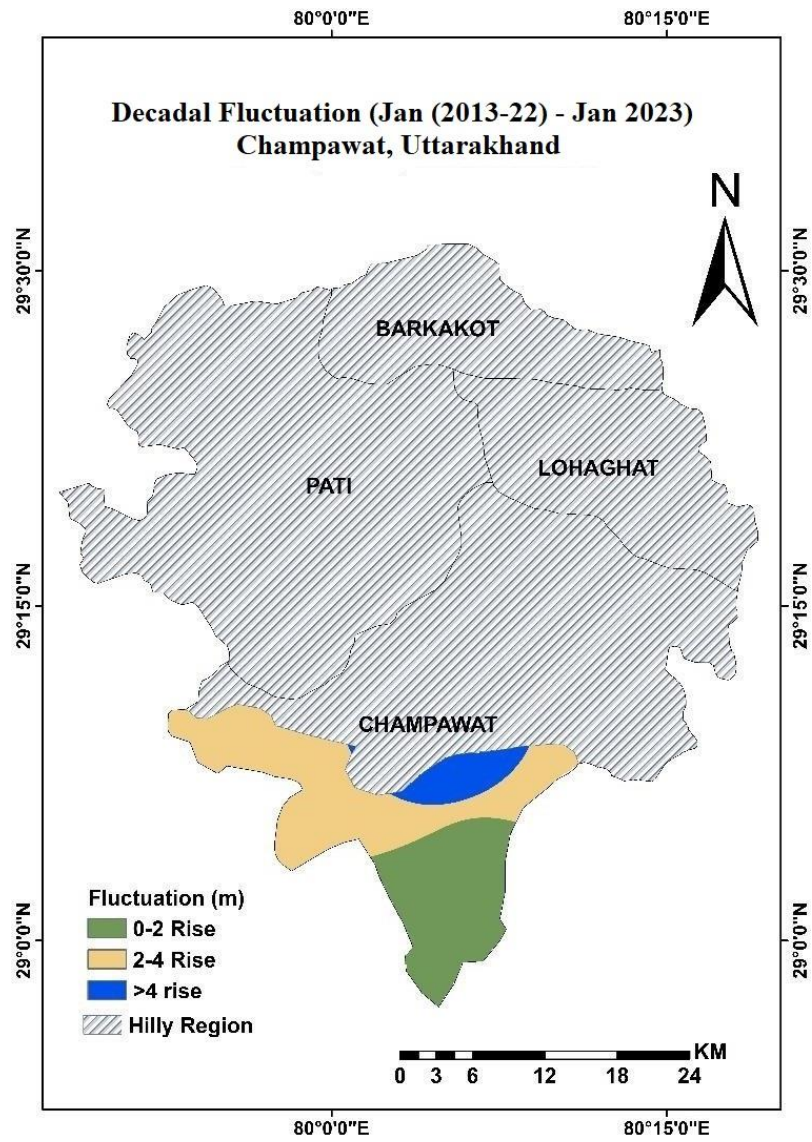 80°0'0"E 80°15'0"E
Decadal Fluctuation (Jan (2013-22) - Jan 2023)
Champawat, Uttarakhand
N
29°30'0"N 29°30'0"N
BARKAKOT
LOHAGHAT
PATI
29°15'0"N 29°15'0"N
CHAMPAWAT
Fluctuation (m)
0-2 Rise
2-4 Rise
>4 rise
Hilly Region
29°0'0"N 29°0'0"N
KM
0 3 6 12 18 24
80°0'0"E 80°15'0"E